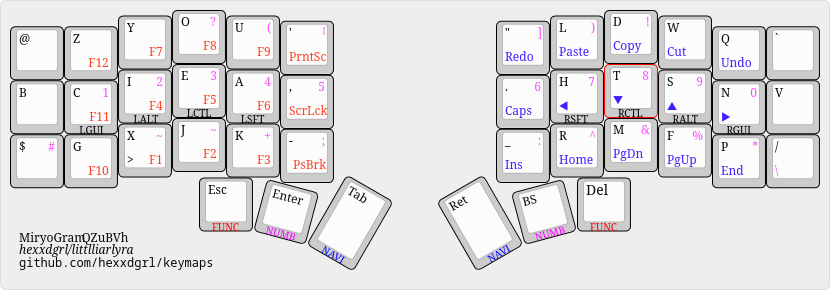 @ Z F12 Y F7 O ? F8 U ( F9 ' | PrntSc " ] Redo L ) Paste D ! Copy W Cut Q Undo `
B C 1 F11 LGUI I 2 F4 LALT E 3 F5 LCTL A 4 F6 LSFT , 5 ScrLck . 6 Caps H 7 ◀ RSFT T 8 ▼ RCTL S 9 ▲ RALT N 0 ▶ RGUI V
$ # G F10 X ~ > F1 J ~ F2 K + F3 - ; PsBrk _ : Ins R ^ Home M & PgDn F % PgUp P * End / \
Esc FUNC Enter NUMB Tab NAVI Ret NAVI BS NUMB Del FUNC
MiryoGramQZuBVh
hexxdgrl/littlliarlyra
github.com/hexxdgrl/keymaps